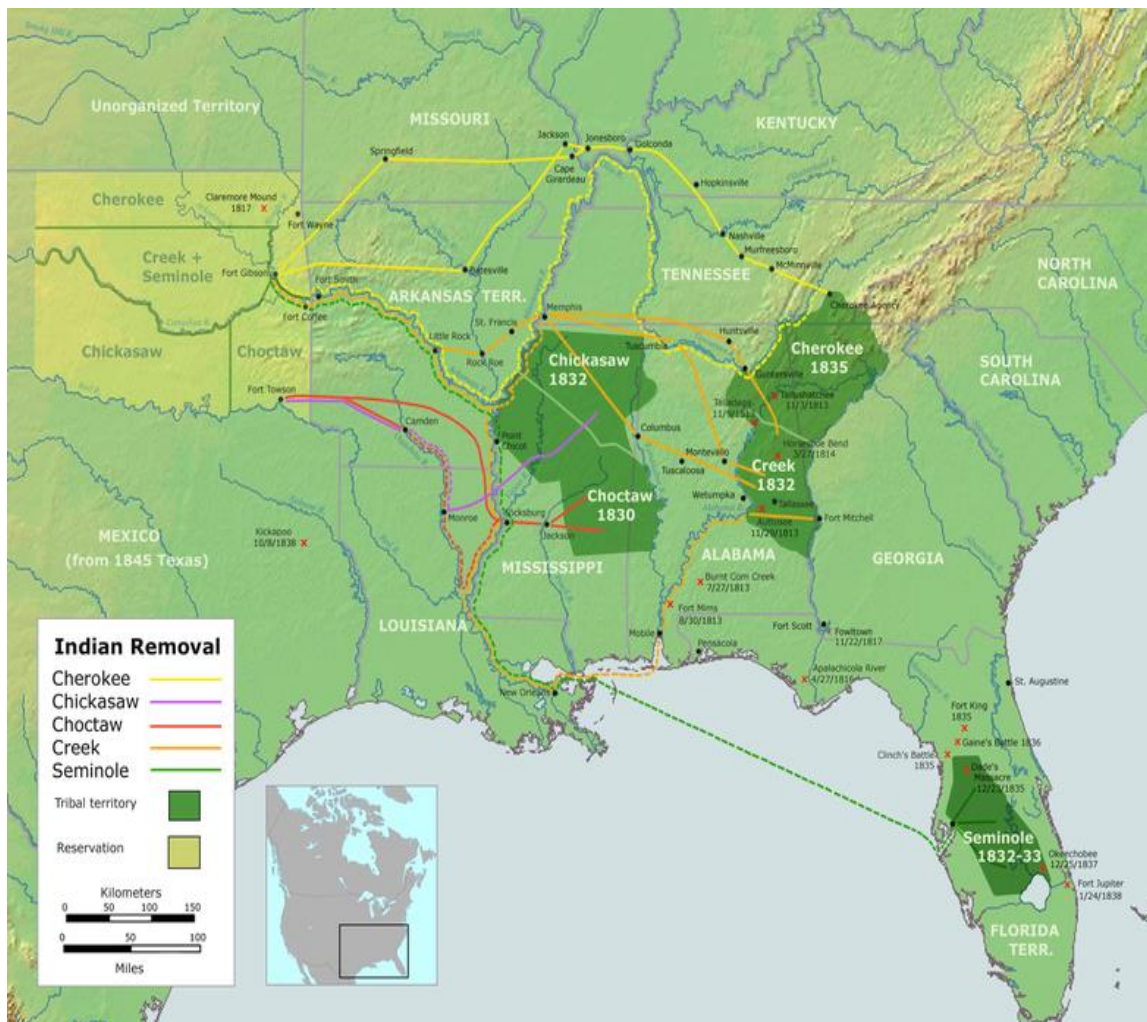 Unorganized Territory
MISSOURI
KENTUCKY
Jackson
Jonesboro
Golconda
Springfield
Cape
Girardeau
Hopkinsville
Cherokee
Claremore Mound
1817
Fort Wayne
Nashville
Murfreesboro
McMinnville
Creek +
Seminole
Fort Gibson
Batesville
TENNESSEE
NORTH
CAROLINA
Fort Smith
Fort Coffee
ARKANSAS TERR.
Cherokee Agency
St. Francis
Memphis
Little Rock
Rock Roe
Huntsville
Tuscumbia
Chickasaw
Choctaw
Chickasaw
1832
Cherokee
1835
Guntersville
SOUTH
CAROLINA
Fort Towson
Tallushatchee
11/3/1813
Talladega
11/9/1813
Camden
Point
Chicot
Columbus
Horseshoe Bend
3/27/1814
Montevallo
Tuscaloosa
Creek
1832
Choctaw
1830
Wetumpka
Tallassee
Monroe
Vicksburg
Jackson
Autossee
11/29/1813
Fort Mitchell
MEXICO
(from 1845 Texas)
Kickapoo
10/8/1838
MISSISSIPPI
ALABAMA
GEORGIA
Burnt Corn Creek
7/27/1813
Fort Mims
8/30/1813
LOUISIANA
Mobile
Pensacola
Fort Scott
Fowltown
11/22/1817
Apalachicola River
4/27/1816
New Orleans
St. Augustine
Fort King
1835
Gaine's Battle 1836
Clinch's Battle
1835
Dade's
Massacre
12/23/1835
Seminole
1832-33
Okeechobee
12/25/1837
Fort Jupiter
1/24/1838
FLORIDA
TERR.
Indian Removal
Cherokee
Chickasaw
Choctaw
Creek
Seminole
Tribal territory
Reservation
Kilometers
0 50 100 150
0 50 100
Miles